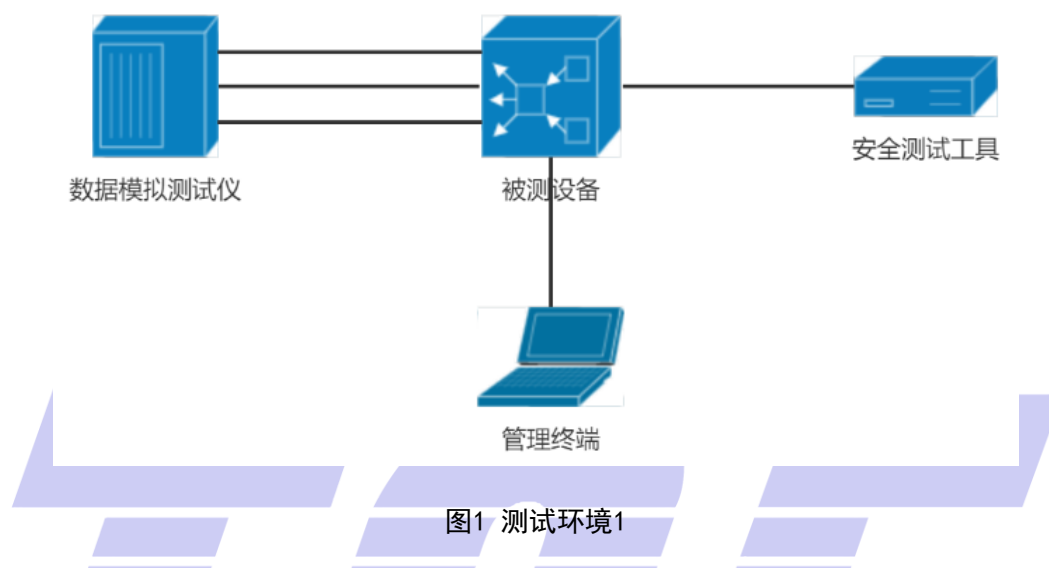 数据模拟测试仪
被测设备
安全测试工具
管理终端
图1 测试环境1